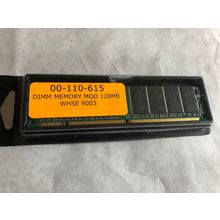 00-110-615
DIMM MEMORY MOD 128MB
WHSE 9003